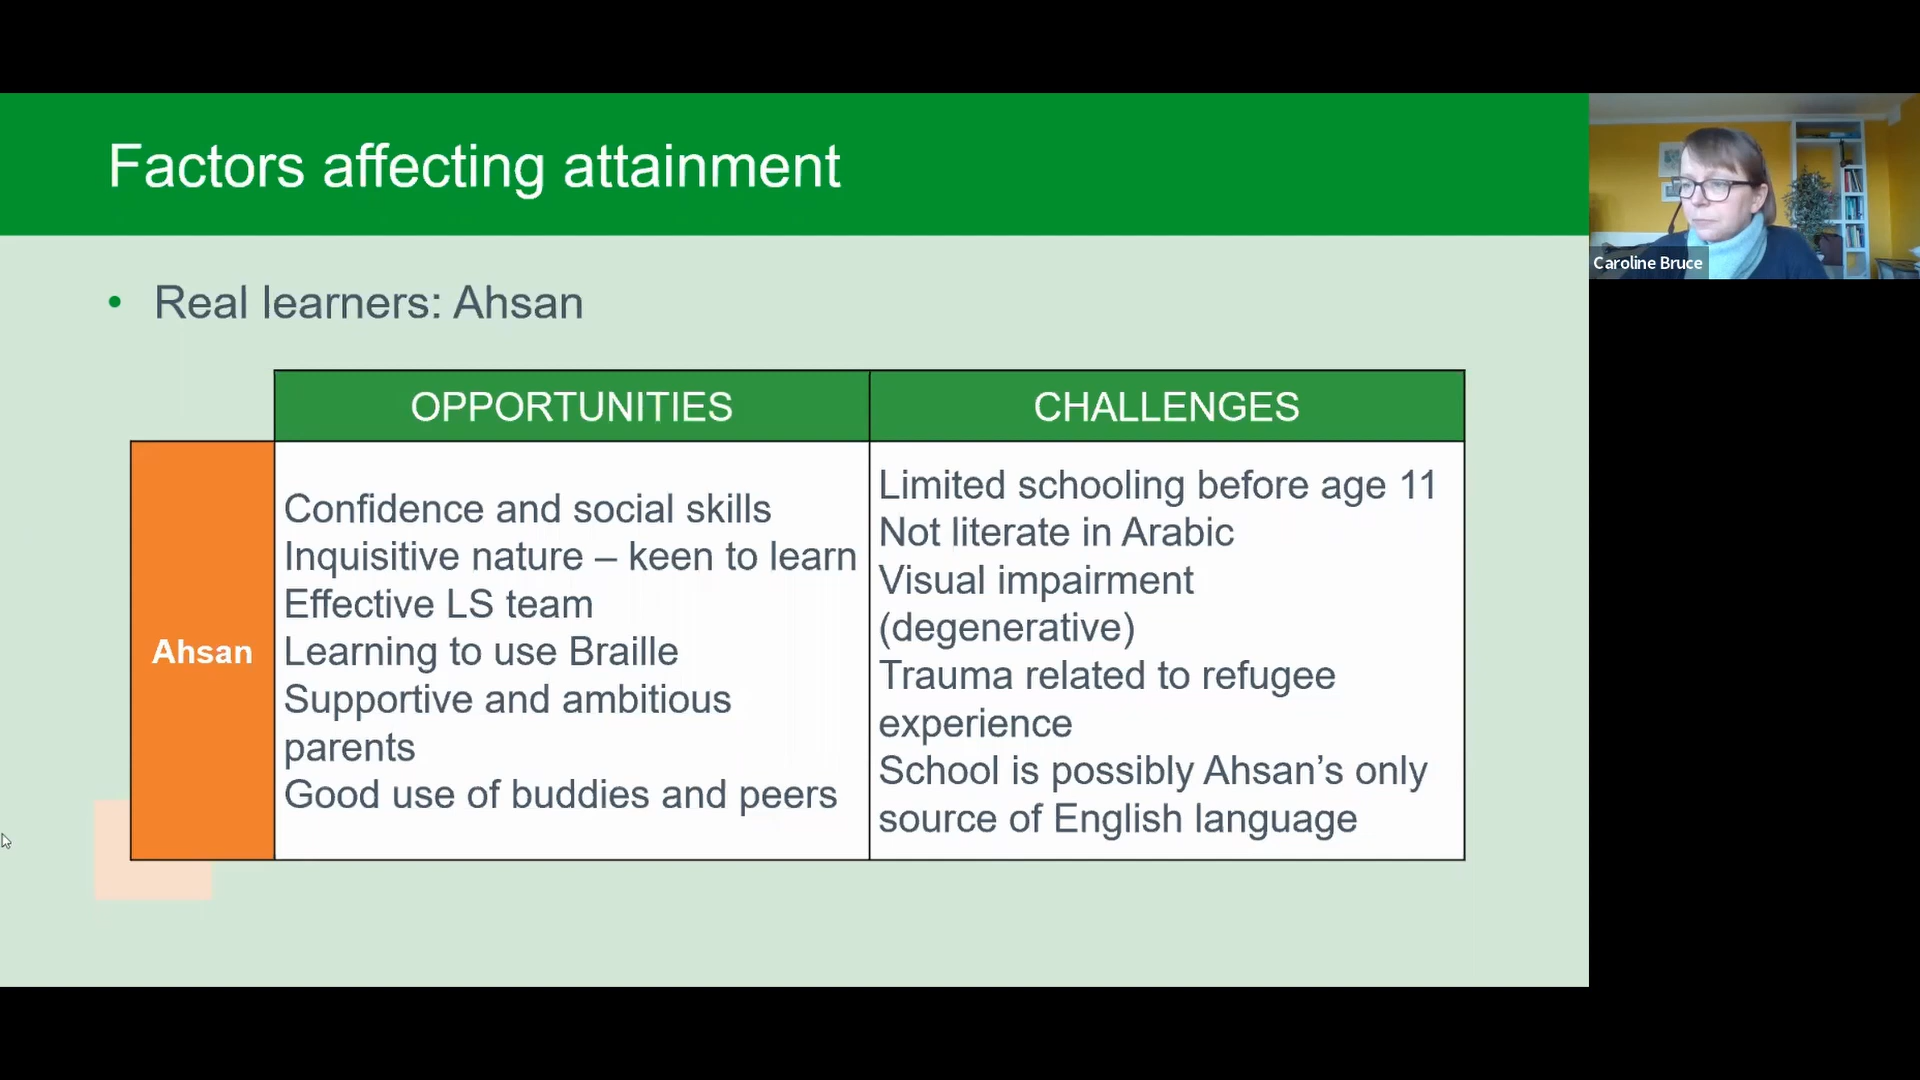 Factors affecting attainment
Caroline Bruce
• Real learners: Ahsan
OPPORTUNITIES
CHALLENGES
Ahsan
Confidence and social skills
Inquisitive nature – keen to learn
Effective LS team
Learning to use Braille
Supportive and ambitious
parents
Good use of buddies and peers
Limited schooling before age 11
Not literate in Arabic
Visual impairment
(degenerative)
Trauma related to refugee
experience
School is possibly Ahsan’s only
source of English language